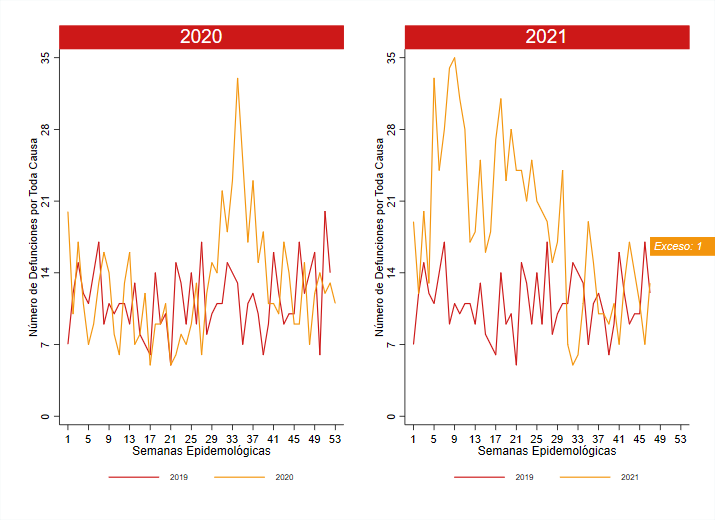 2020
2021
Número de Defunciones por Toda Causa
35
28
21
14
7
0
1 5 9 13 17 21 25 29 33 37 41 45 49 53
Semanas Epidemológicas
2019 2020
Número de Defunciones por Toda Causa
35
28
21
14
7
0
Exceso: 1
1 5 9 13 17 21 25 29 33 37 41 45 49 53
Semanas Epidemológicas
2019 2021